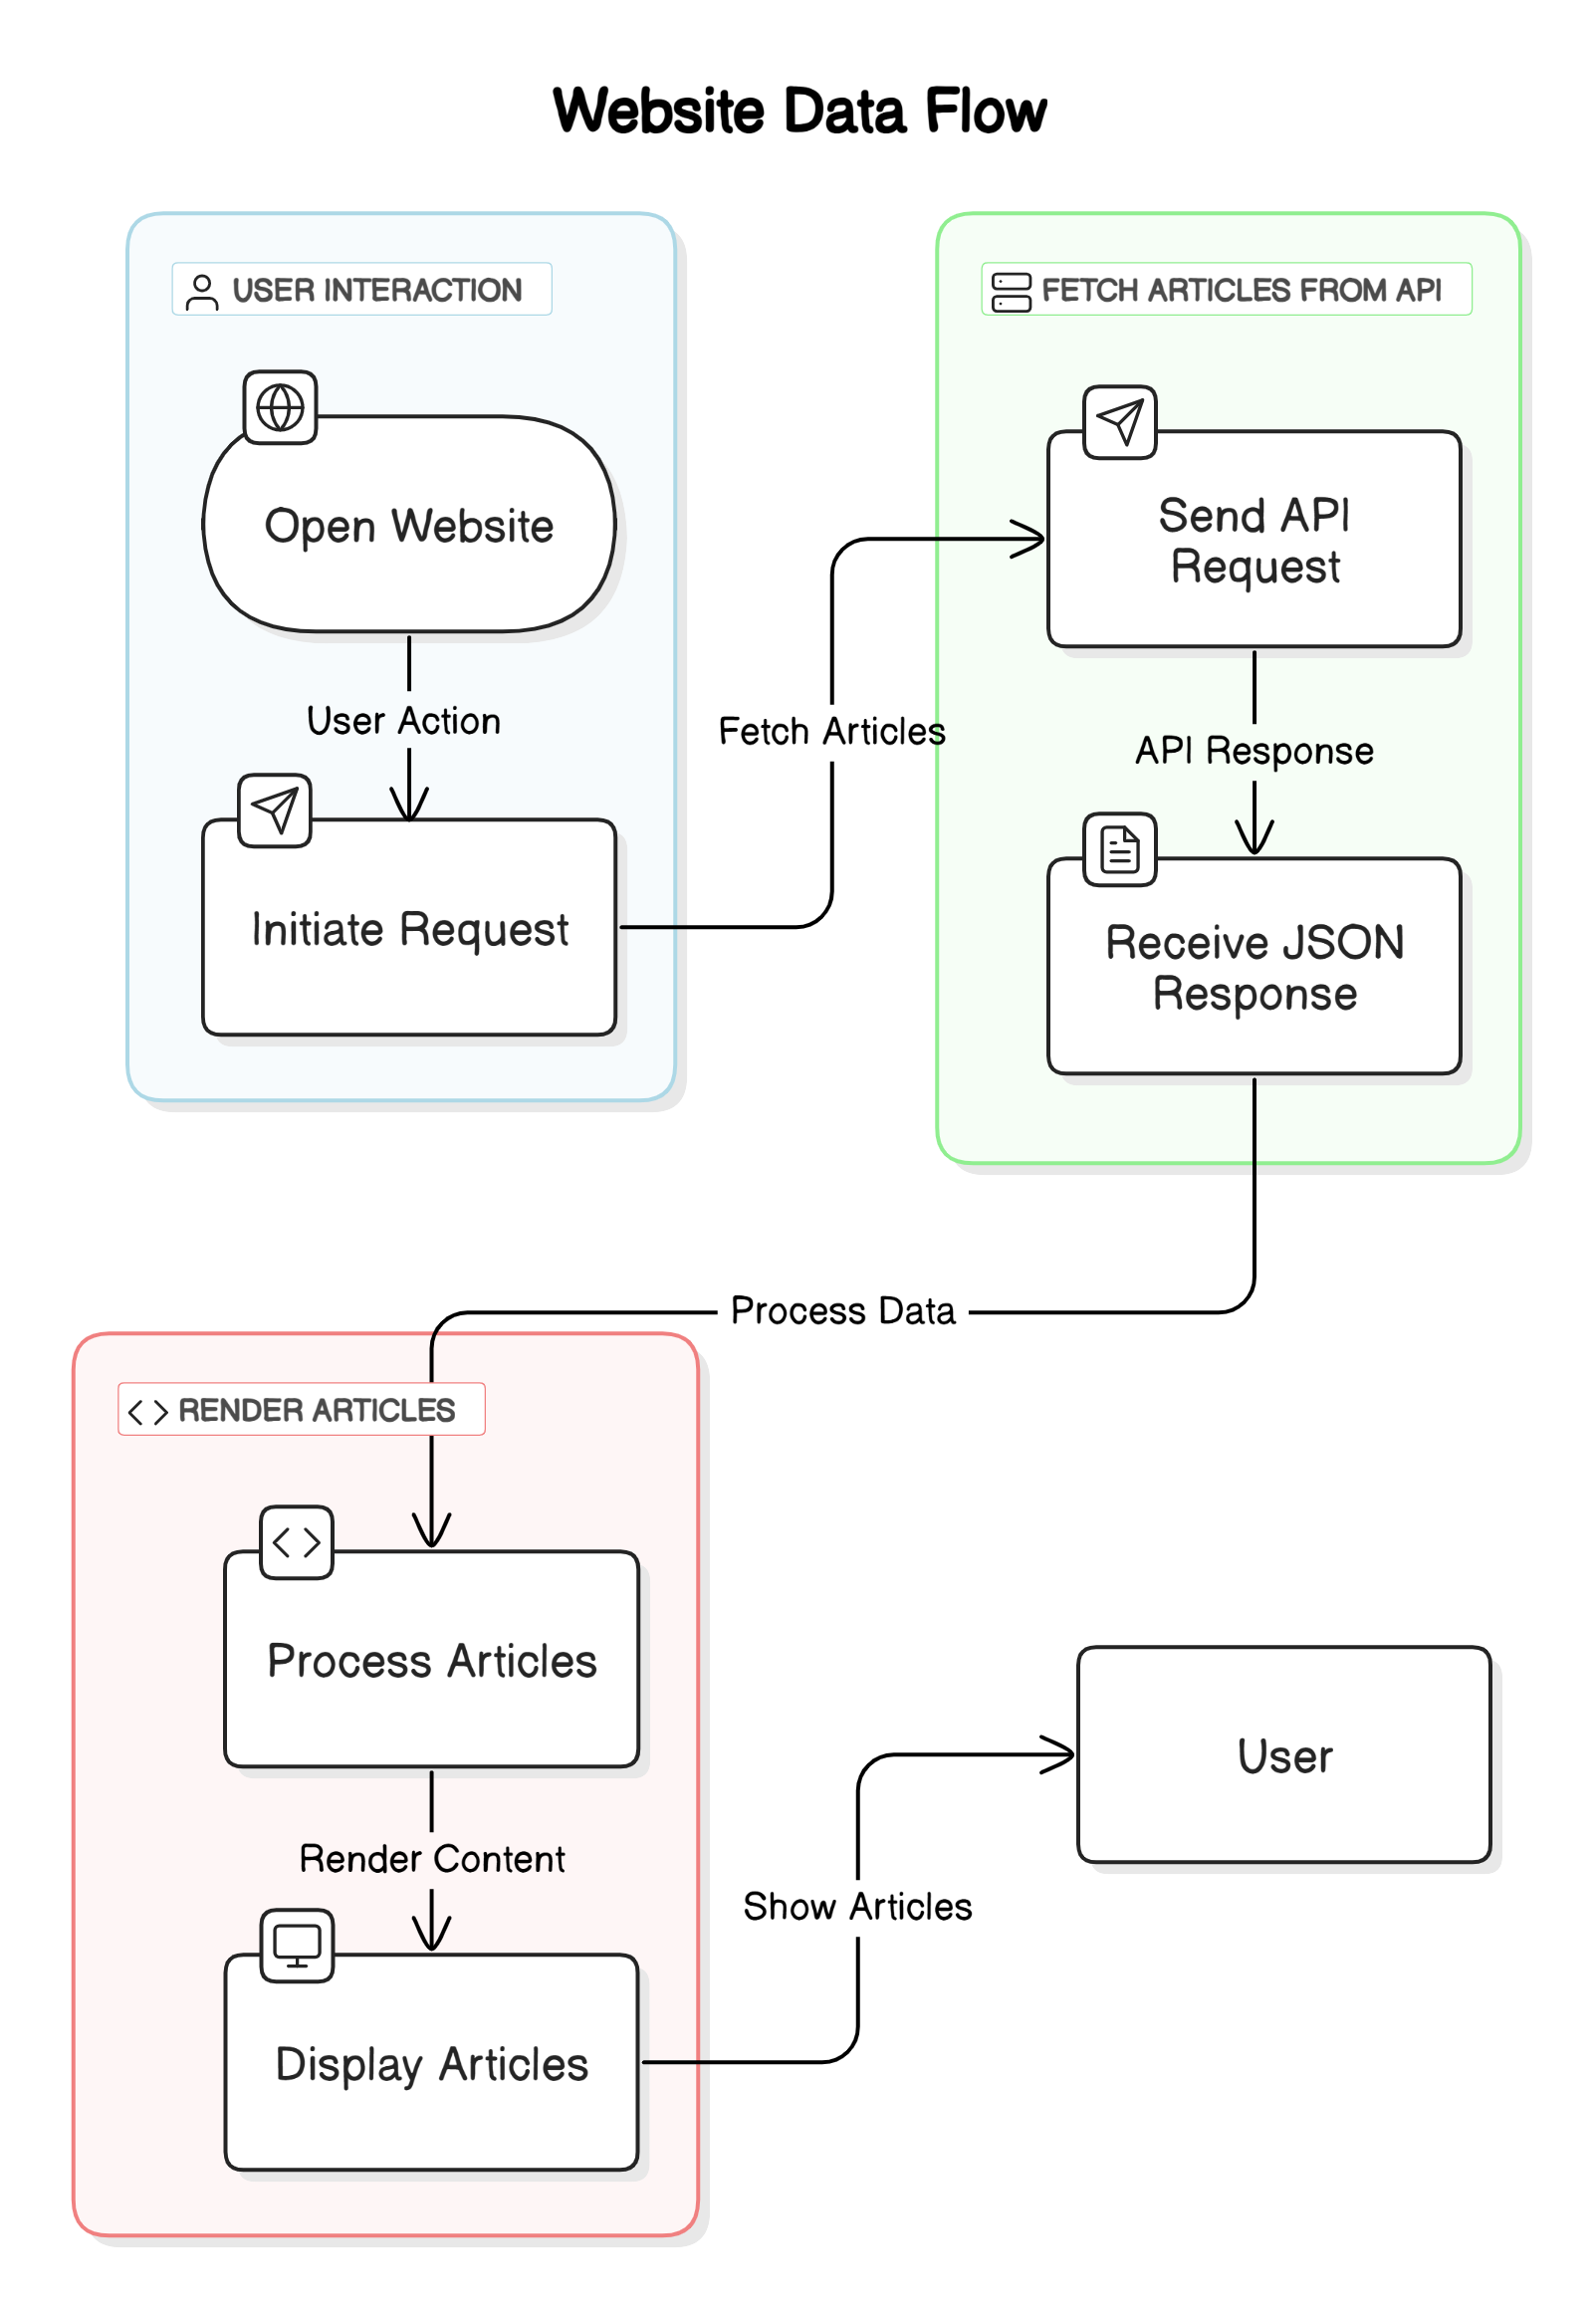 Website Data Flow
USER INTERACTION
Open Website
User Action
Initiate Request
Fetch Articles
FETCH ARTICLES FROM API
Send API
Request
API Response
Receive JSON
Response
Process Data
RENDER ARTICLES
Process Articles
Render Content
Display Articles
Show Articles
User